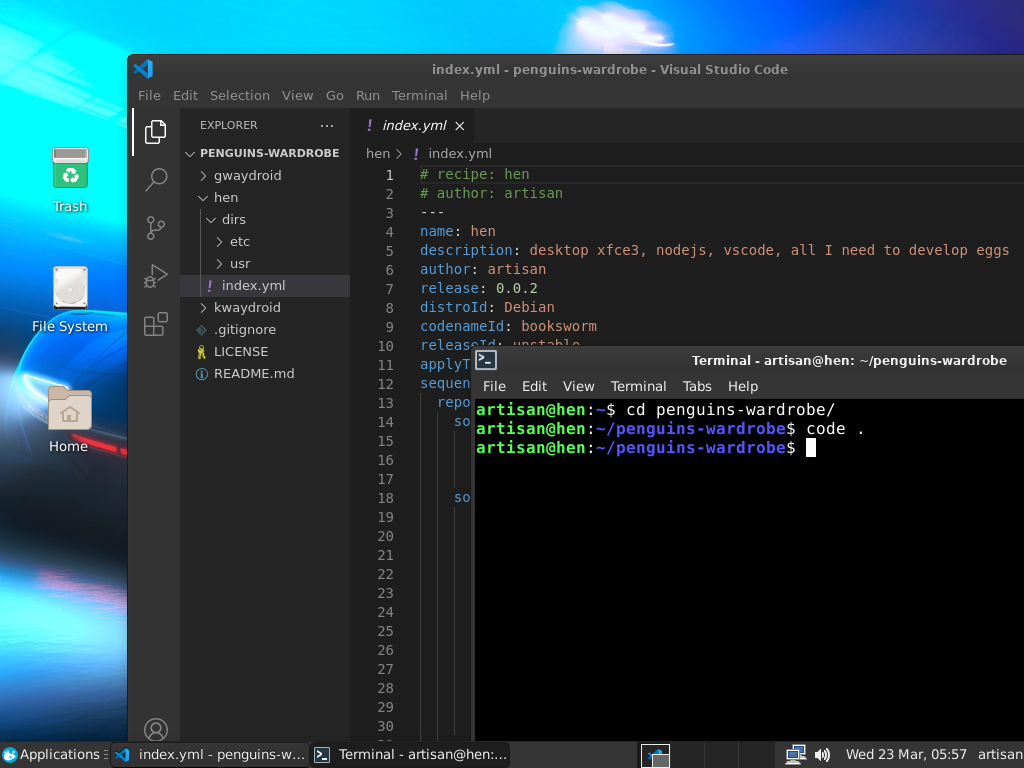 Trash
File System
Home
index.yml - penguins-wardrobe - Visual Studio Code
File Edit Selection View Go Run Terminal Help
EXPLORER ···
PENGUINS-WARDROBE
gwaydroid
hen
dirs
etc
usr
! index.yml
kwaydroid
.gitignore
LICENSE
README.md
! index.yml ×
hen > ! index.yml
1 # recipe: hen
2 # author: artisan
3 ---
4 name: hen
5 description: desktop xfce3, nodejs, vscode, all I need to develop eggs
6 author: artisan
7 release: 0.0.2
8 distroId: Debian
9 codenameId: booksworm
10 releaseId: unstable
11 applyT
12 sequen
13 repo
14 so
15
16
17
18 so
19
20
21
22
23
24
25
26
27
28
29
30
Terminal - artisan@hen: ~/penguins-wardrobe
File Edit View Terminal Tabs Help
artisan@hen:~$ cd penguins-wardrobe/
artisan@hen:~/penguins-wardrobe$ code .
artisan@hen:~/penguins-wardrobe$
Applications
index.yml - penguins-w...
Terminal - artisan@hen:...
Wed 23 Mar, 05:57
artisan